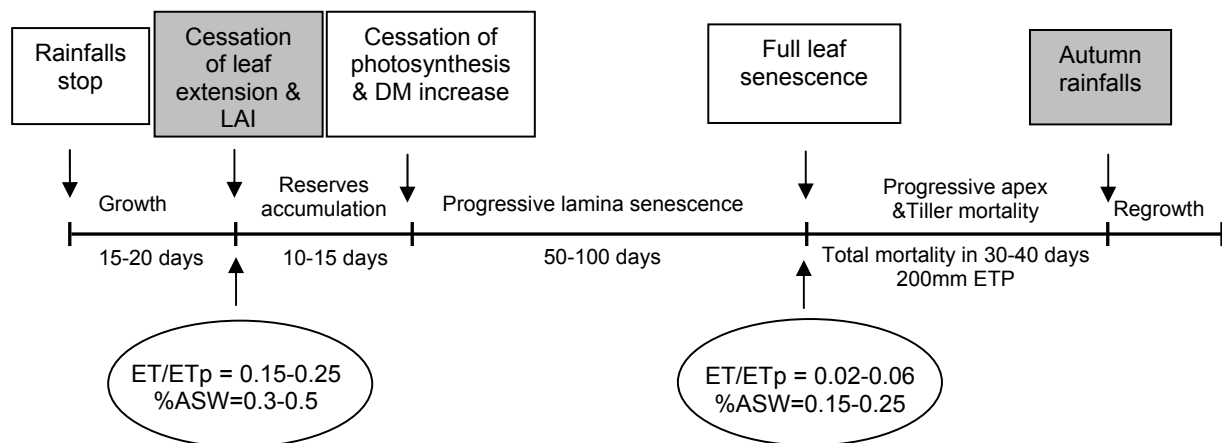 Rainfalls
stop
Cessation
of leaf
extension &
LAI
Cessation of
photosynthesis
& DM increase
Full leaf
senescence
Autumn
rainfalls
Growth
Reserves
accumulation
Progressive lamina senescence
Progressive apex
&Tiller mortality
Regrowth
15-20 days
10-15 days
50-100 days
Total mortality in 30-40 days
200mm ETP
ET/ETp = 0.15-0.25
%ASW=0.3-0.5
ET/ETp = 0.02-0.06
%ASW=0.15-0.25